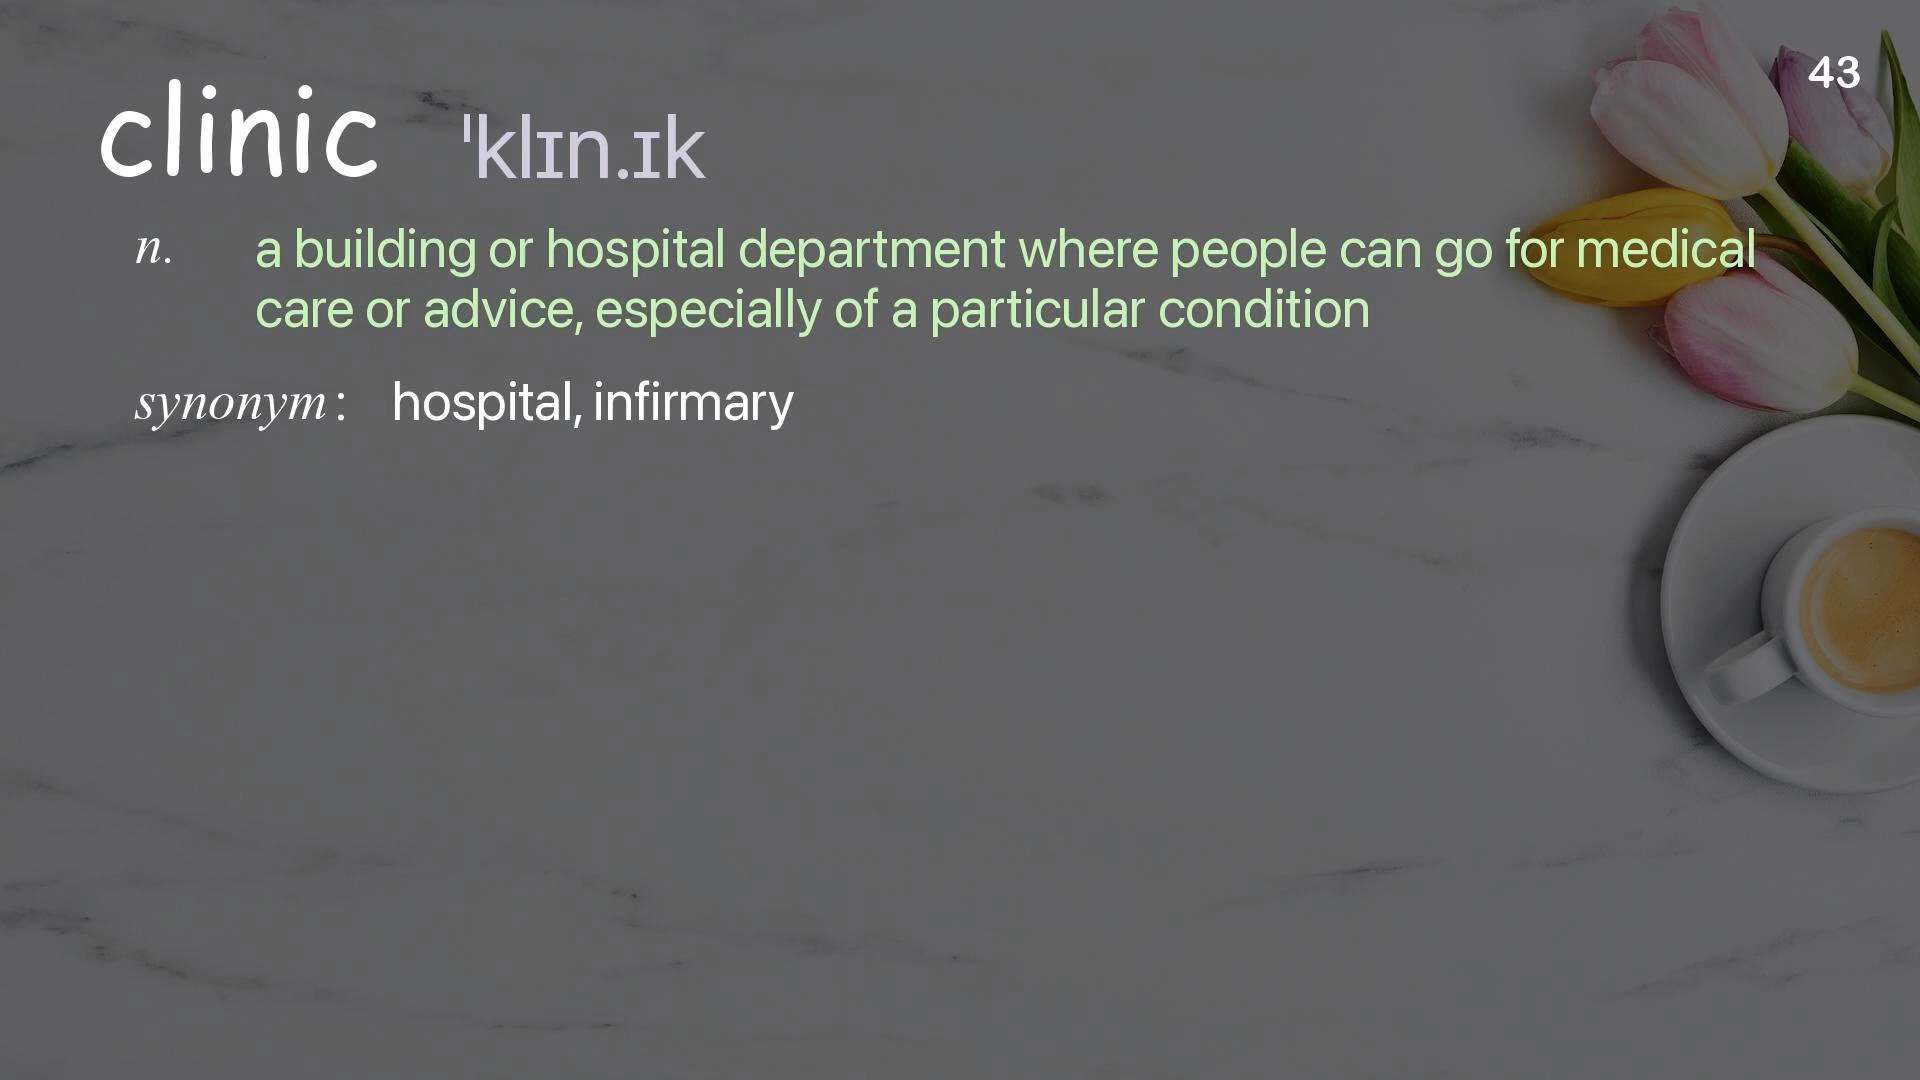 43
clinic ˈklɪn.ɪk
n. a building or hospital department where people can go for medical
care or advice, especially of a particular condition
synonym: hospital, infirmary